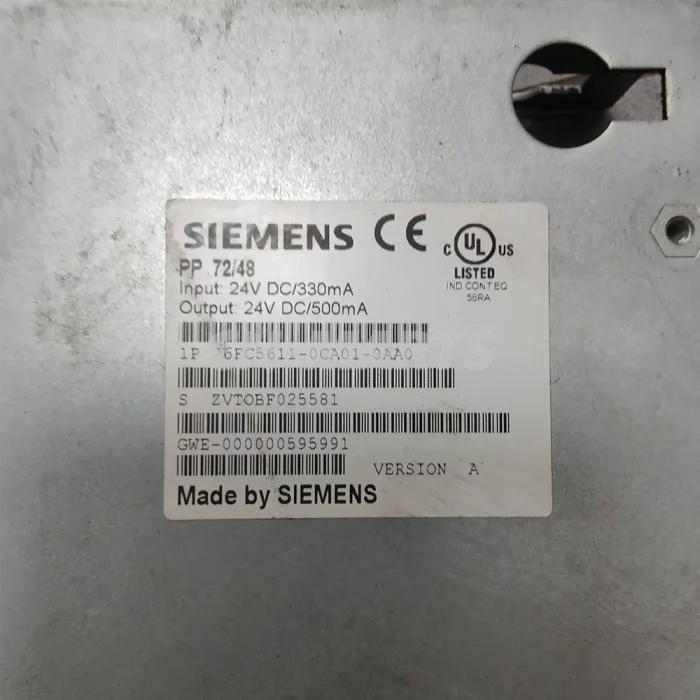 SIEMENS CE C UL US
LISTED
IND.CONT.EQ
56RA
PP 72/48
Input: 24V DC/330mA
Output: 24V DC/500mA
1P 6FC5611-0CA01-0AA0
S ZVTOBF025581
GWE-000000595991
VERSION A
Made by SIEMENS